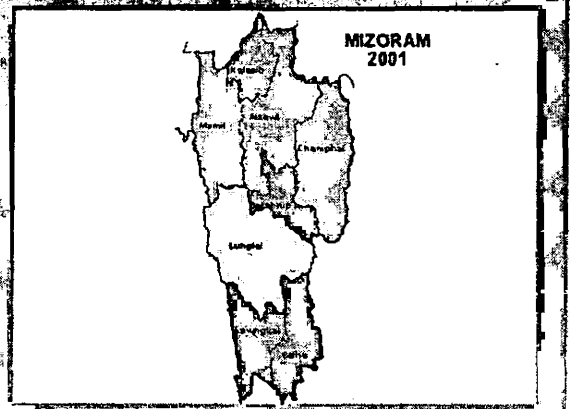 MIZORAM
2001
Kolasib
Mamit
Aizawl
Champhai
Lunglei
Lawngtlai
Saiha